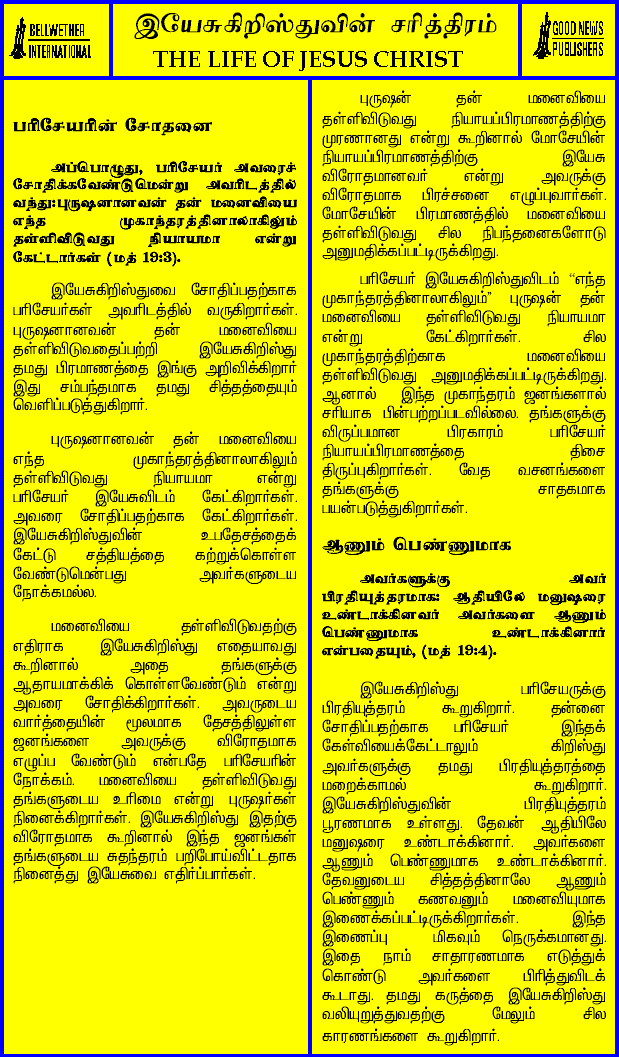 BELLWETHER
INTERNATIONAL
இயேசுகிறிஸ்துவின் சரித்திரம்
THE LIFE OF JESUS CHRIST
GOOD NEWS
PUBLISHERS
பரிசேயரின் சோதனை
அப்பொழுது, பரிசேயர் அவரைச்
சோதிக்கவேண்டுமென்று அவரிடத்தில்
வந்து:புருஷனானவன் தன் மனைவியை
எந்த முகாந்தரத்தினாலாகிலும்
தள்ளிவிடுவது நியாயமா என்று
கேட்டார்கள் (மத் 19:3).
இயேசுகிறிஸ்துவை சோதிப்பதற்காக
பரிசேயர்கள் அவரிடத்தில் வருகிறார்கள்.
புருஷனானவன் தன் மனைவியை
தள்ளிவிடுவதைப்பற்றி இயேசுகிறிஸ்து
தமது பிரமாணத்தை இங்கு அறிவிக்கிறார்
இது சம்பந்தமாக தமது சித்தத்தையும்
வெளிப்படுத்துகிறார்.
புருஷனானவன் தன் மனைவியை
எந்த முகாந்தரத்தினாலாகிலும்
தள்ளிவிடுவது நியாயமா என்று
பரிசேயர் இயேசுவிடம் கேட்கிறார்கள்.
அவரை சோதிப்பதற்காக கேட்கிறார்கள்.
இயேசுகிறிஸ்துவின் உபதேசத்தைக்
கேட்டு சத்தியத்தை கற்றுக்கொள்ள
வேண்டுமென்பது அவர்களுடைய
நோக்கமல்ல.
மனைவியை தள்ளிவிடுவதற்கு
எதிராக இயேசுகிறிஸ்து எதையாவது
கூறினால் அதை தங்களுக்கு
ஆதாயமாக்கிக் கொள்ளவேண்டும் என்று
அவரை சோதிக்கிறார்கள். அவருடைய
வார்த்தையின் மூலமாக தேசத்திலுள்ள
ஜனங்களை அவருக்கு விரோதமாக
எழுப்ப வேண்டும் என்பதே பரிசேயரின்
நோக்கம். மனைவியை தள்ளிவிடுவது
தங்களுடைய உரிமை என்று புருஷர்கள்
நினைக்கிறார்கள். இயேசுகிறிஸ்து இதற்கு
விரோதமாக கூறினால் இந்த ஜனங்கள்
தங்களுடைய சுதந்தரம் பறிபோய்விட்டதாக
நினைத்து இயேசுவை எதிர்ப்பார்கள்.
புருஷன் தன் மனைவியை
தள்ளிவிடுவது நியாயப்பிரமாணத்திற்கு
முரணானது என்று கூறினால் மோசேயின்
நியாயப்பிரமாணத்திற்கு இயேசு
விரோதமானவர் என்று அவருக்கு
விரோதமாக பிரச்சனை எழுப்புவார்கள்.
மோசேயின் பிரமாணத்தில் மனைவியை
தள்ளிவிடுவது சில நிபந்தனைகளோடு
அனுமதிக்கப்பட்டிருக்கிறது.
பரிசேயர் இயேசுகிறிஸ்துவிடம் “எந்த
முகாந்தரத்தினாலாகிலும்” புருஷன் தன்
மனைவியை தள்ளிவிடுவது நியாயமா
என்று கேட்கிறார்கள். சில
முகாந்தரத்திற்காக மனைவியை
தள்ளிவிடுவது அனுமதிக்கப்பட்டிருக்கிறது.
ஆனால் இந்த முகாந்தரம் ஜனங்களால்
சரியாக பின்பற்றப்படவில்லை. தங்களுக்கு
விருப்பமான பிரகாரம் பரிசேயர்
நியாயப்பிரமாணத்தை திசை
திருப்புகிறார்கள். வேத வசனங்களை
தங்களுக்கு சாதகமாக
பயன்படுத்துகிறார்கள்.
ஆணும் பெண்ணுமாக
அவர்களுக்கு அவர்
பிரதியுத்தரமாக: ஆதியிலே மனுஷரை
உண்டாக்கினவர் அவர்களை ஆணும்
பெண்ணுமாக உண்டாக்கினார்
என்பதையும், (மத் 19:4).
இயேசுகிறிஸ்து பரிசேயருக்கு
பிரதியுத்தரம் கூறுகிறார். தன்னை
சோதிப்பதற்காக பரிசேயர் இந்தக்
கேள்வியைக்கேட்டாலும் கிறிஸ்து
அவர்களுக்கு தமது பிரதியுத்தரத்தை
மறைக்காமல் கூறுகிறார்.
இயேசுகிறிஸ்துவின் பிரதியுத்தரம்
பூரணமாக உள்ளது. தேவன் ஆதியிலே
மனுஷரை உண்டாக்கினார். அவர்களை
ஆணும் பெண்ணுமாக உண்டாக்கினார்.
தேவனுடைய சித்தத்தினாலே ஆணும்
பெண்ணும் கணவனும் மனைவியுமாக
இணைக்கப்பட்டிருக்கிறார்கள். இந்த
இணைப்பு மிகவும் நெருக்கமானது.
இதை நாம் சாதாரணமாக எடுத்துக்
கொண்டு அவர்களை பிரித்துவிடக்
கூடாது. தமது கருத்தை இயேசுகிறிஸ்து
வலியுறுத்துவதற்கு மேலும் சில
காரணங்களை கூறுகிறார்.